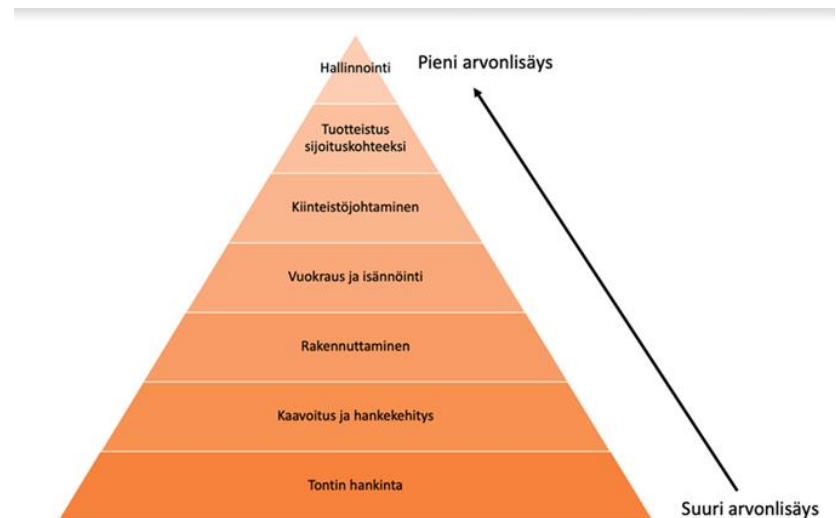 Hallinnointi
Pieni arvonlisäys
Tuotteistus
sijoituskohteeksi
Kiinteistöjohtaminen
Vuokraus ja isännöinti
Rakennuttaminen
Kaavoitus ja hankekehitys
Tontin hankinta
Suuri arvonlisäys